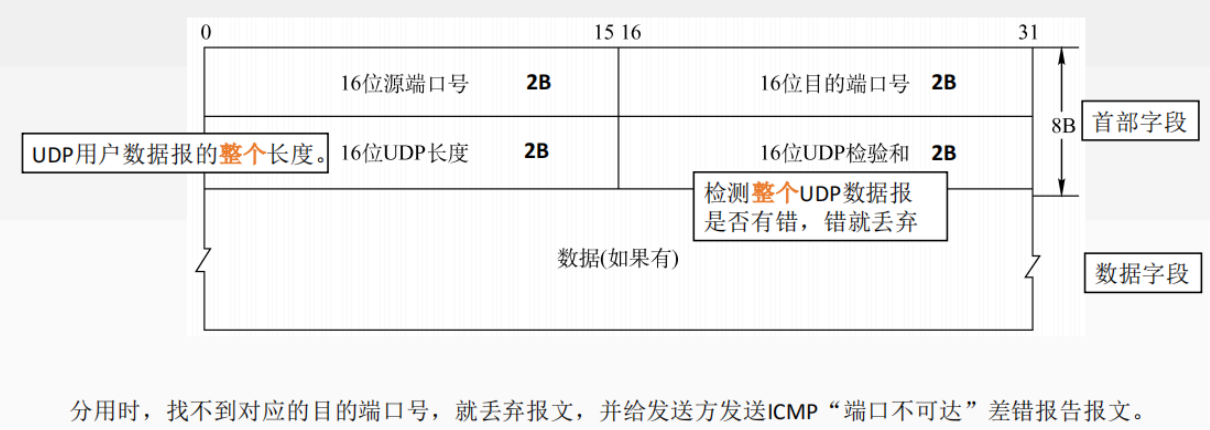 0 15 16 31
16位源端口号 2B 16位目的端口号 2B
8B 首部字段
UDP用户数据报的整个长度。 16位UDP长度 2B 16位UDP检验和 2B
检测整个UDP数据报
是否有错，错就丢弃
数据(如果有)
数据字段
分用时，找不到对应的目的端口号，就丢弃报文，并给发送方发送ICMP“端口不可达”差错报告报文。